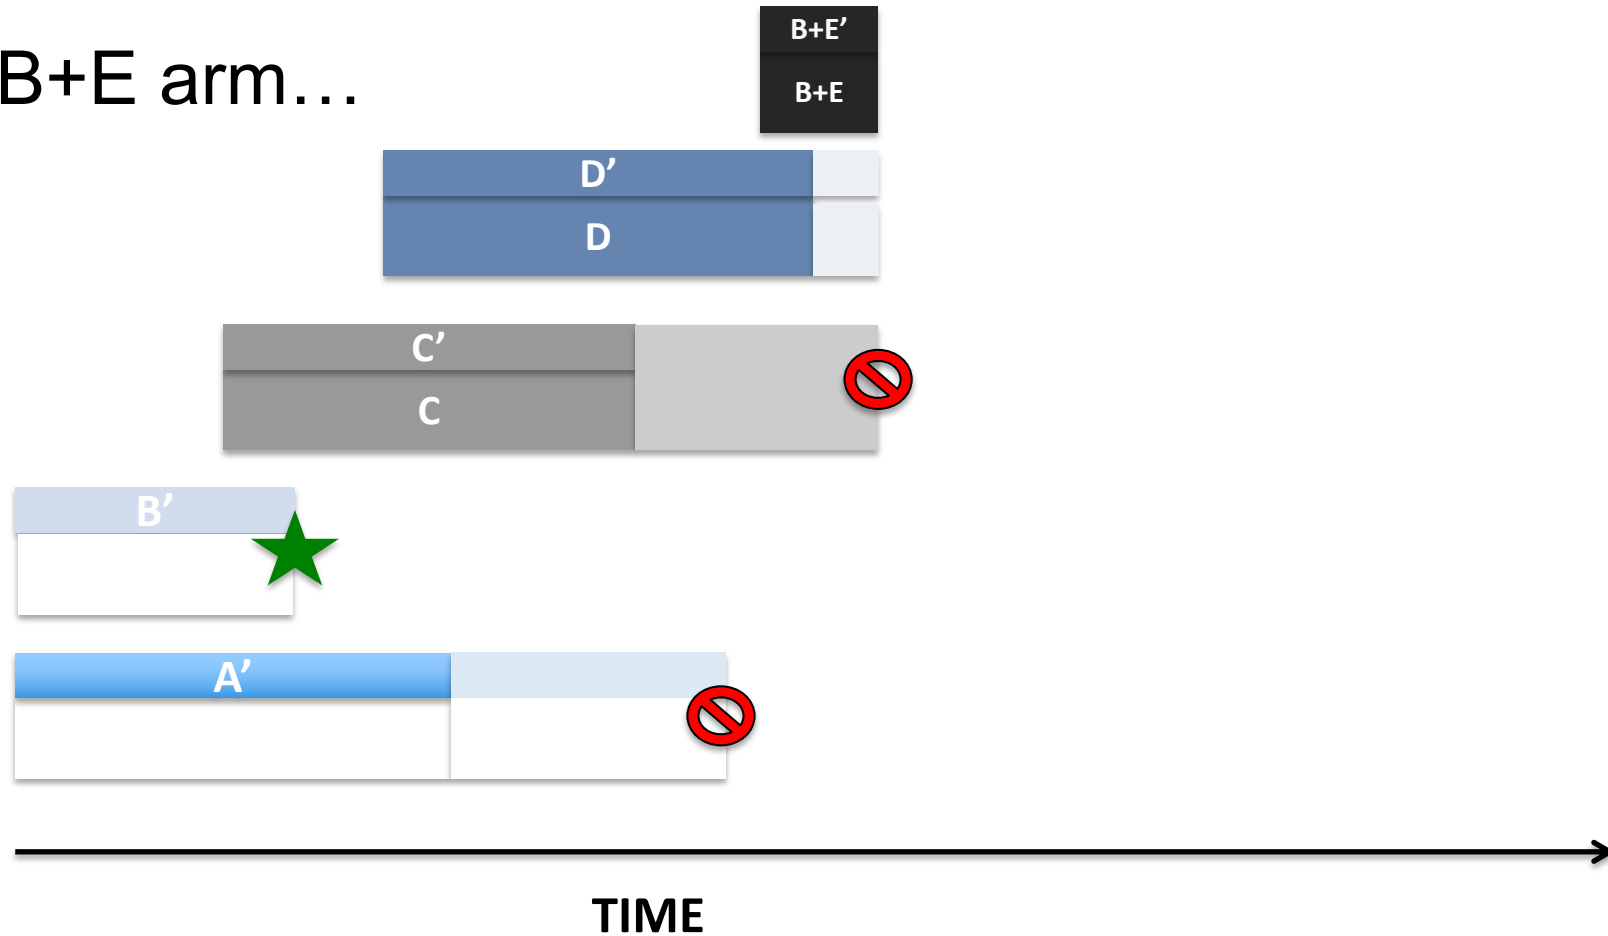 B+E arm…
B+E’
B+E
D’
D
C’
C
B’
A’
TIME